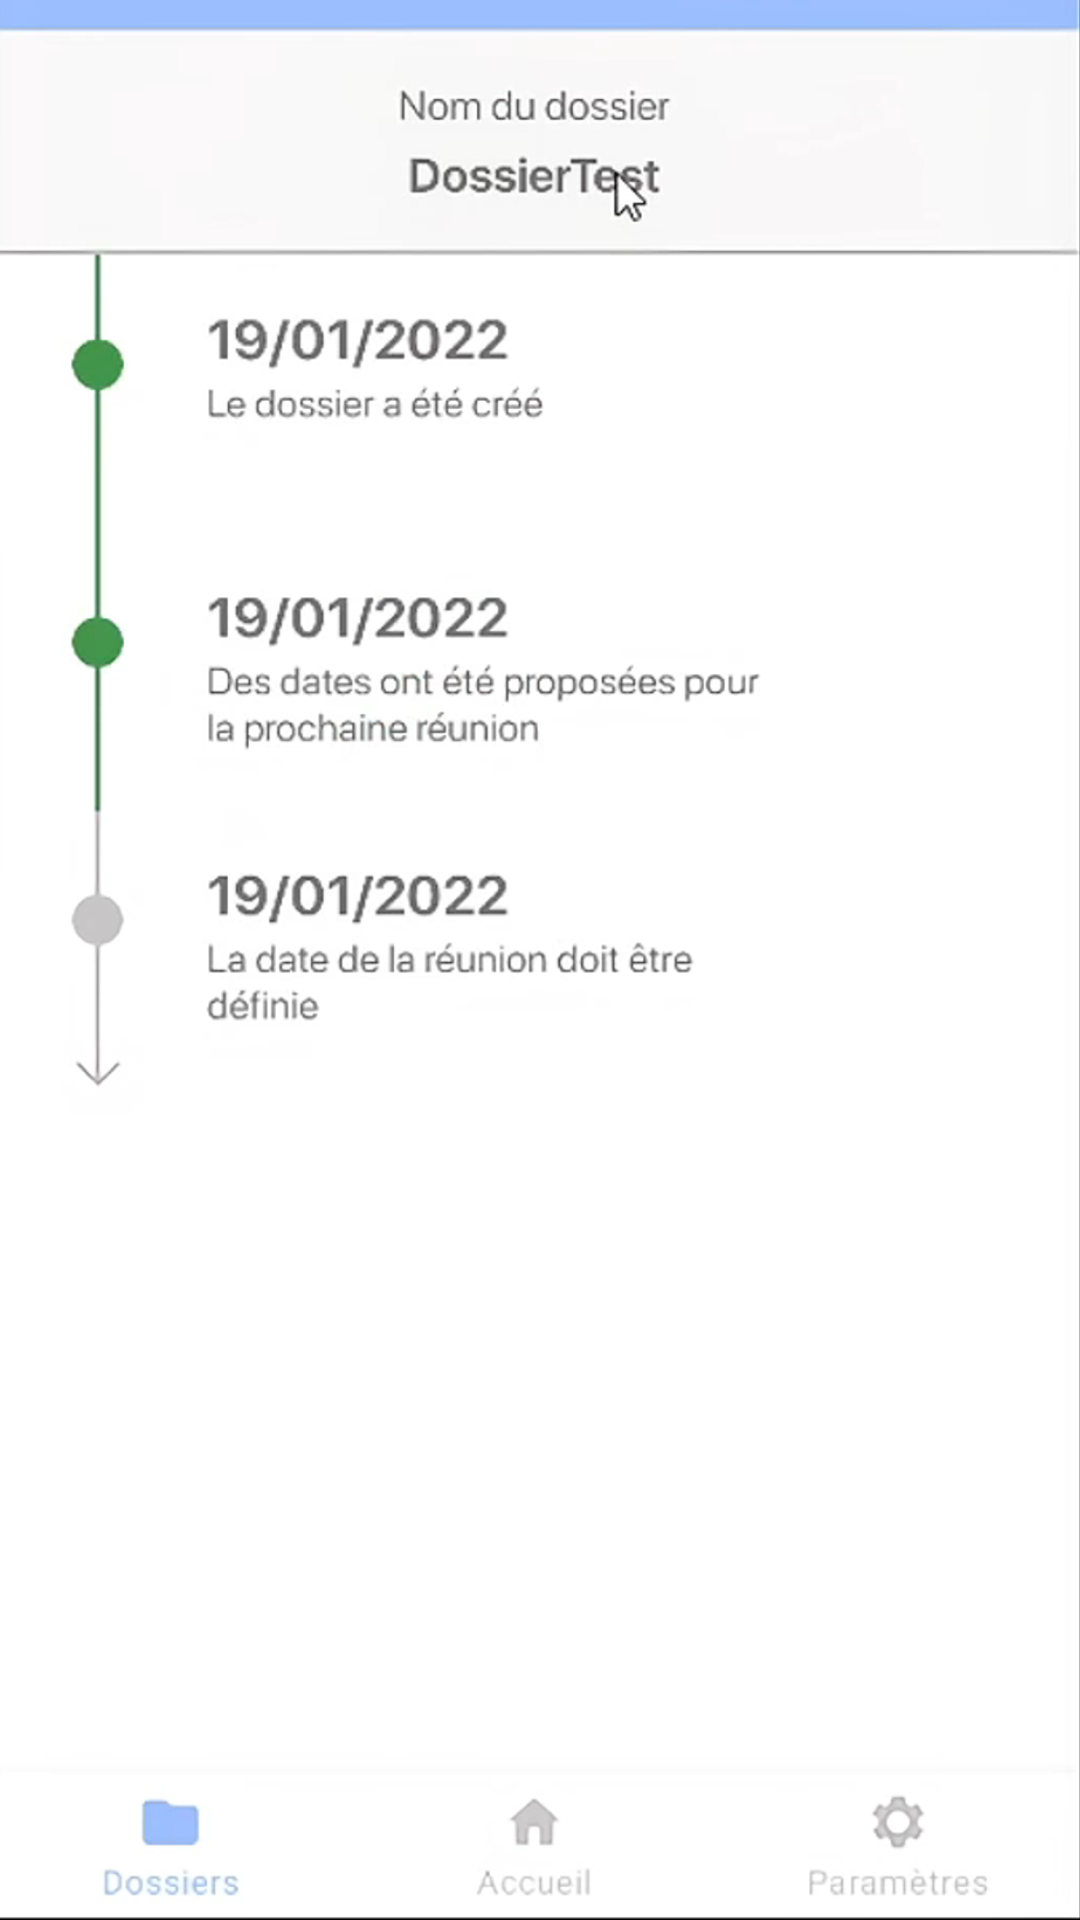 Nom du dossier
DossierTest
19/01/2022
Le dossier a été créé
19/01/2022
Des dates ont été proposées pour
la prochaine réunion
19/01/2022
La date de la réunion doit être
définie
Dossiers
Accueil
Paramètres